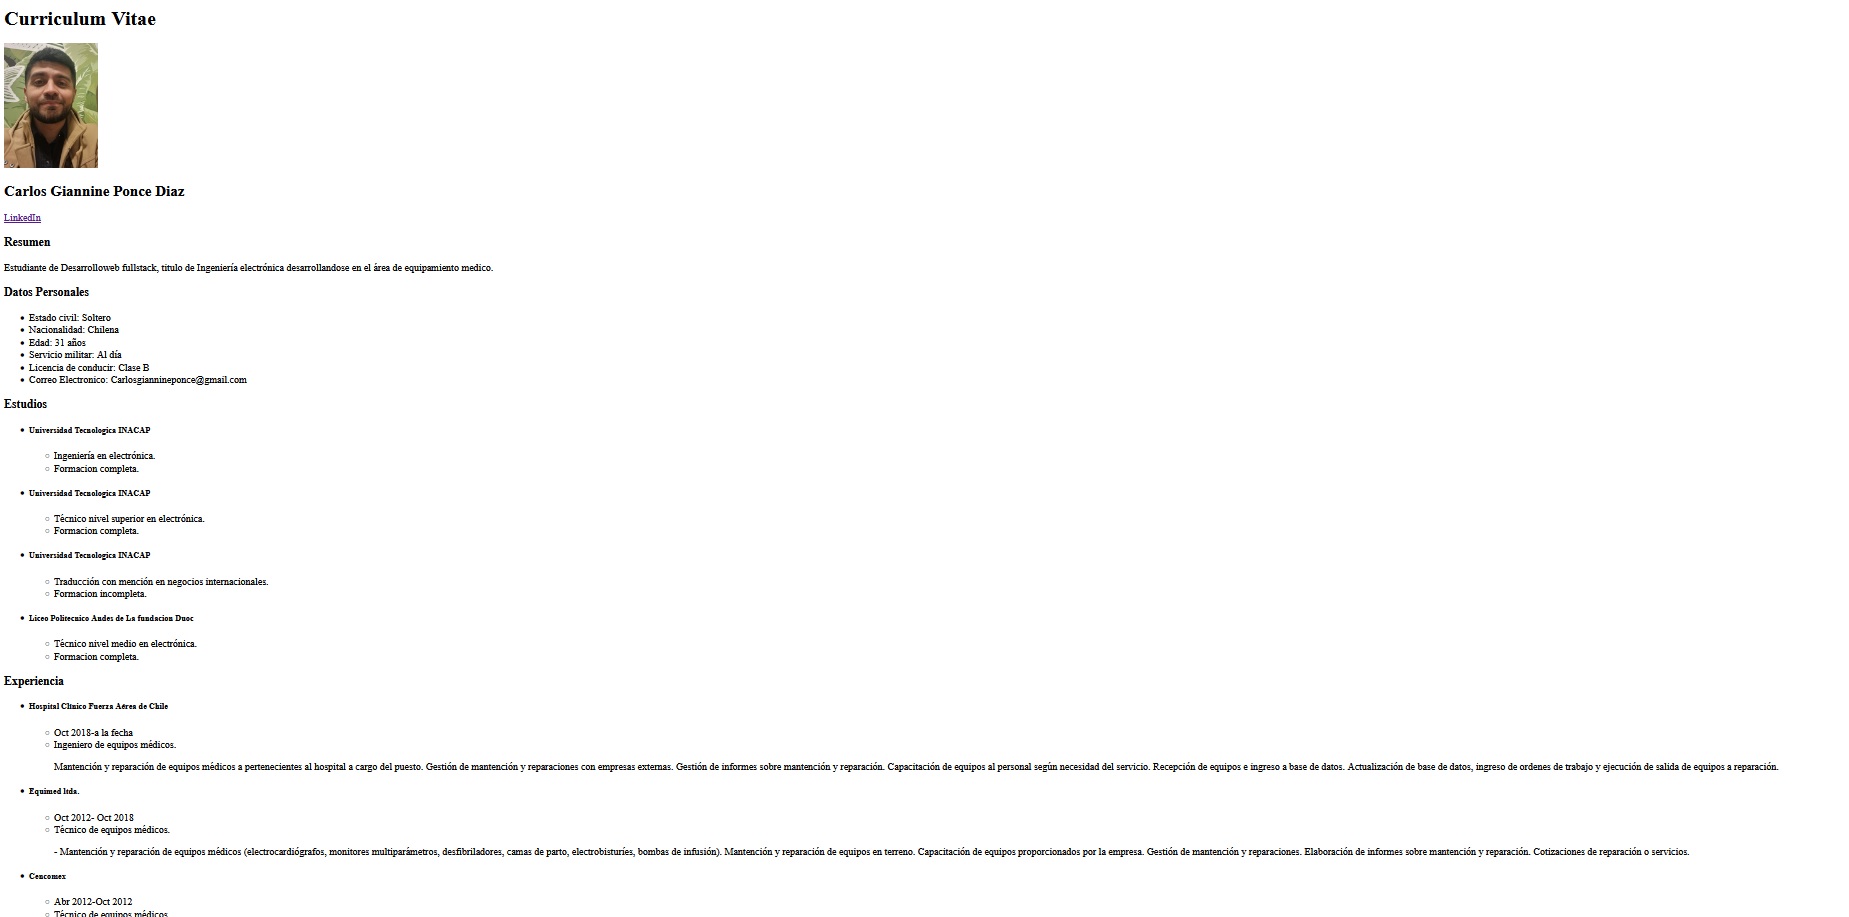 Curriculum Vitae
Carlos Giannine Ponce Diaz
LinkedIn
Resumen
Estudiante de Desarrolloweb fullstack, titulo de Ingeniería electrónica desarrollandose en el área de equipamiento medico.
Datos Personales
Estado civil: Soltero
Nacionalidad: Chilena
Edad: 31 años
Servicio militar: Al día
Licencia de conducir: Clase B
Correo Electronico: Carlosgiannineponce@gmail.com
Estudios
Universidad Tecnologica INACAP
Ingeniería en electrónica.
Formacion completa.
Universidad Tecnologica INACAP
Técnico nivel superior en electrónica.
Formacion completa.
Universidad Tecnologica INACAP
Traducción con mención en negocios internacionales.
Formacion incompleta.
Liceo Politecnico Andes de La fundacion Duoc
Técnico nivel medio en electrónica.
Formacion completa.
Experiencia
Hospital Clínico Fuerza Aérea de Chile
Oct 2018-a la fecha
Ingeniero de equipos médicos.
Mantención y reparación de equipos médicos a pertenecientes al hospital a cargo del puesto. Gestión de mantención y reparaciones con empresas externas. Gestión de informes sobre mantención y reparación. Capacitación de equipos al personal según necesidad del servicio. Recepción de equipos e ingreso a base de datos. Actualización de base de datos, ingreso de ordenes de trabajo y ejecución de salida de equipos a reparación.
Equimed ltda.
Oct 2012- Oct 2018
Técnico de equipos médicos.
- Mantención y reparación de equipos médicos (electrocardiógrafos, monitores multiparámetros, desfibriladores, camas de parto, electrobisturíes, bombas de infusión). Mantención y reparación de equipos en terreno. Capacitación de equipos proporcionados por la empresa. Gestión de mantención y reparaciones. Elaboración de informes sobre mantención y reparación. Cotizaciones de reparación o servicios.
Cencomex
Abr 2012-Oct 2012
Técnico de equipos médicos